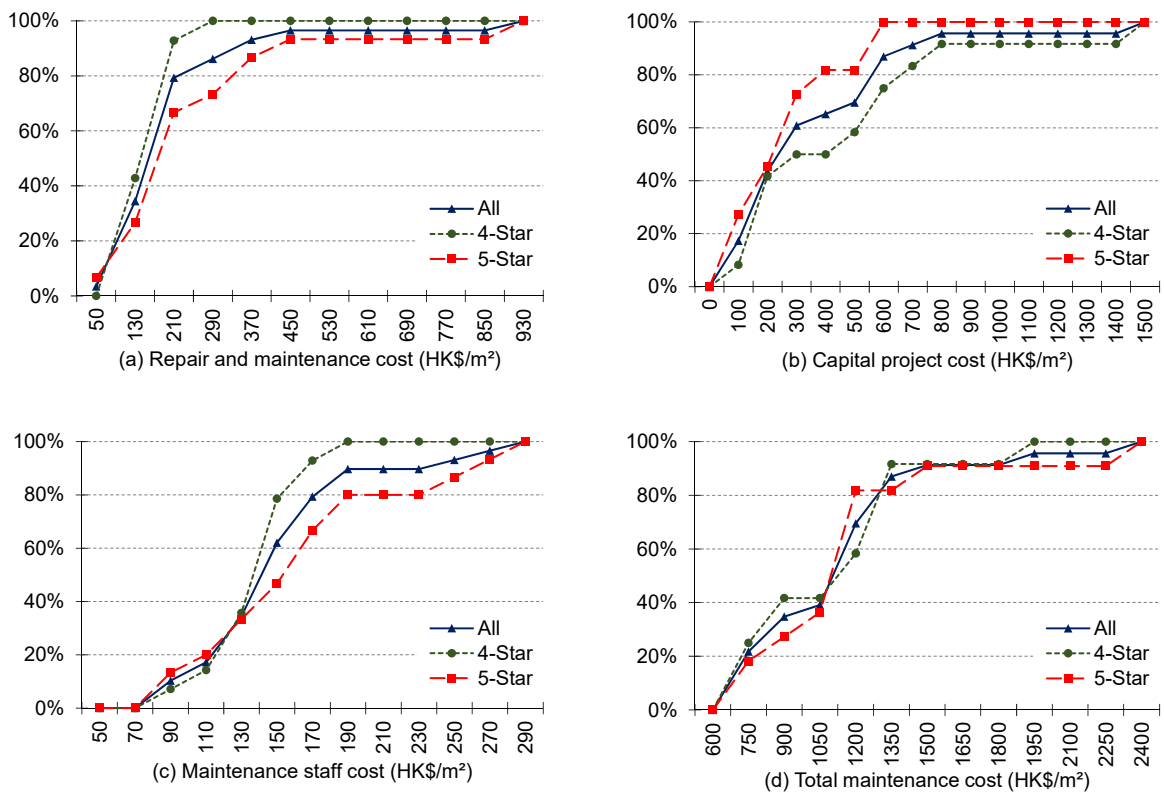 100%
80%
60%
40%
20%
0%
All
4-Star
5-Star
50 130 210 290 370 450 530 610 690 770 850 930
(a) Repair and maintenance cost (HK$/m²)
100%
80%
60%
40%
20%
0%
All
4-Star
5-Star
0 100 200 300 400 500 600 700 800 900 1000 1100 1200 1300 1400 1500
(b) Capital project cost (HK$/m²)
100%
80%
60%
40%
20%
0%
All
4-Star
5-Star
50 70 90 110 130 150 170 190 210 230 250 270 290
(c) Maintenance staff cost (HK$/m²)
100%
80%
60%
40%
20%
0%
All
4-Star
5-Star
600 750 900 1050 1200 1350 1500 1650 1800 1950 2100 2250 2400
(d) Total maintenance cost (HK$/m²)